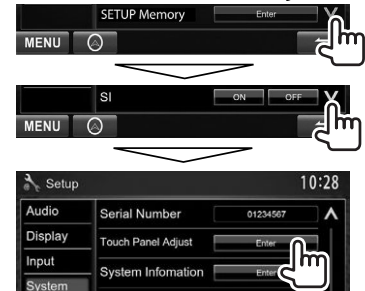 SETUP Memory Enter
MENU
SI ON OFF
MENU
Setup 10:28
Audio Serial Number 01234567
Display Touch Panel Adjust Enter
Input
System Infomation Enter
System